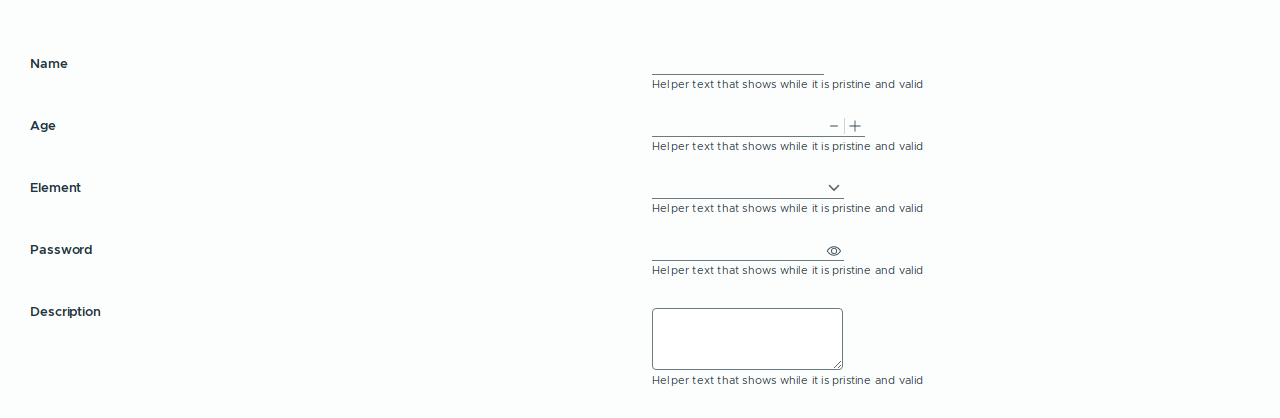 Name
Helper text that shows while it is pristine and valid
Age
Helper text that shows while it is pristine and valid
Element
Helper text that shows while it is pristine and valid
Password
Helper text that shows while it is pristine and valid
Description
Helper text that shows while it is pristine and valid